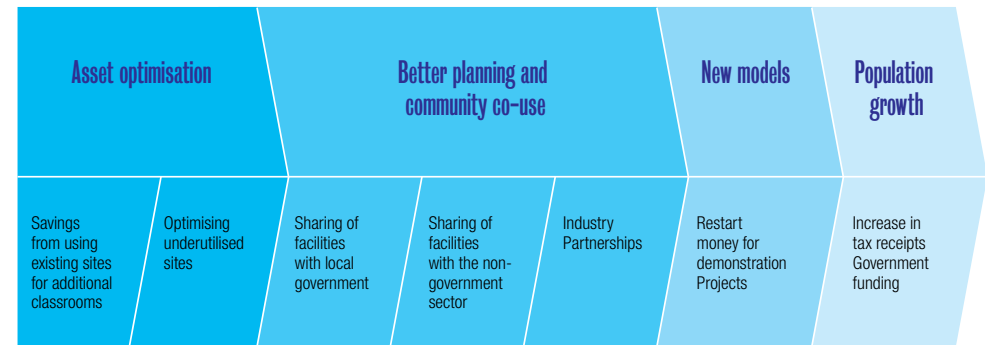 Asset optimisation
Better planning and
community co-use
New models
Population
growth
Savings
from using
existing sites
for additional
classrooms
Optimising
underutilised
sites
Sharing of
facilities
with local
government
Sharing of
facilities
with the non-
government
sector
Industry
Partnerships
Restart
money for
demonstration
Projects
Increase in
tax receipts
Government
funding